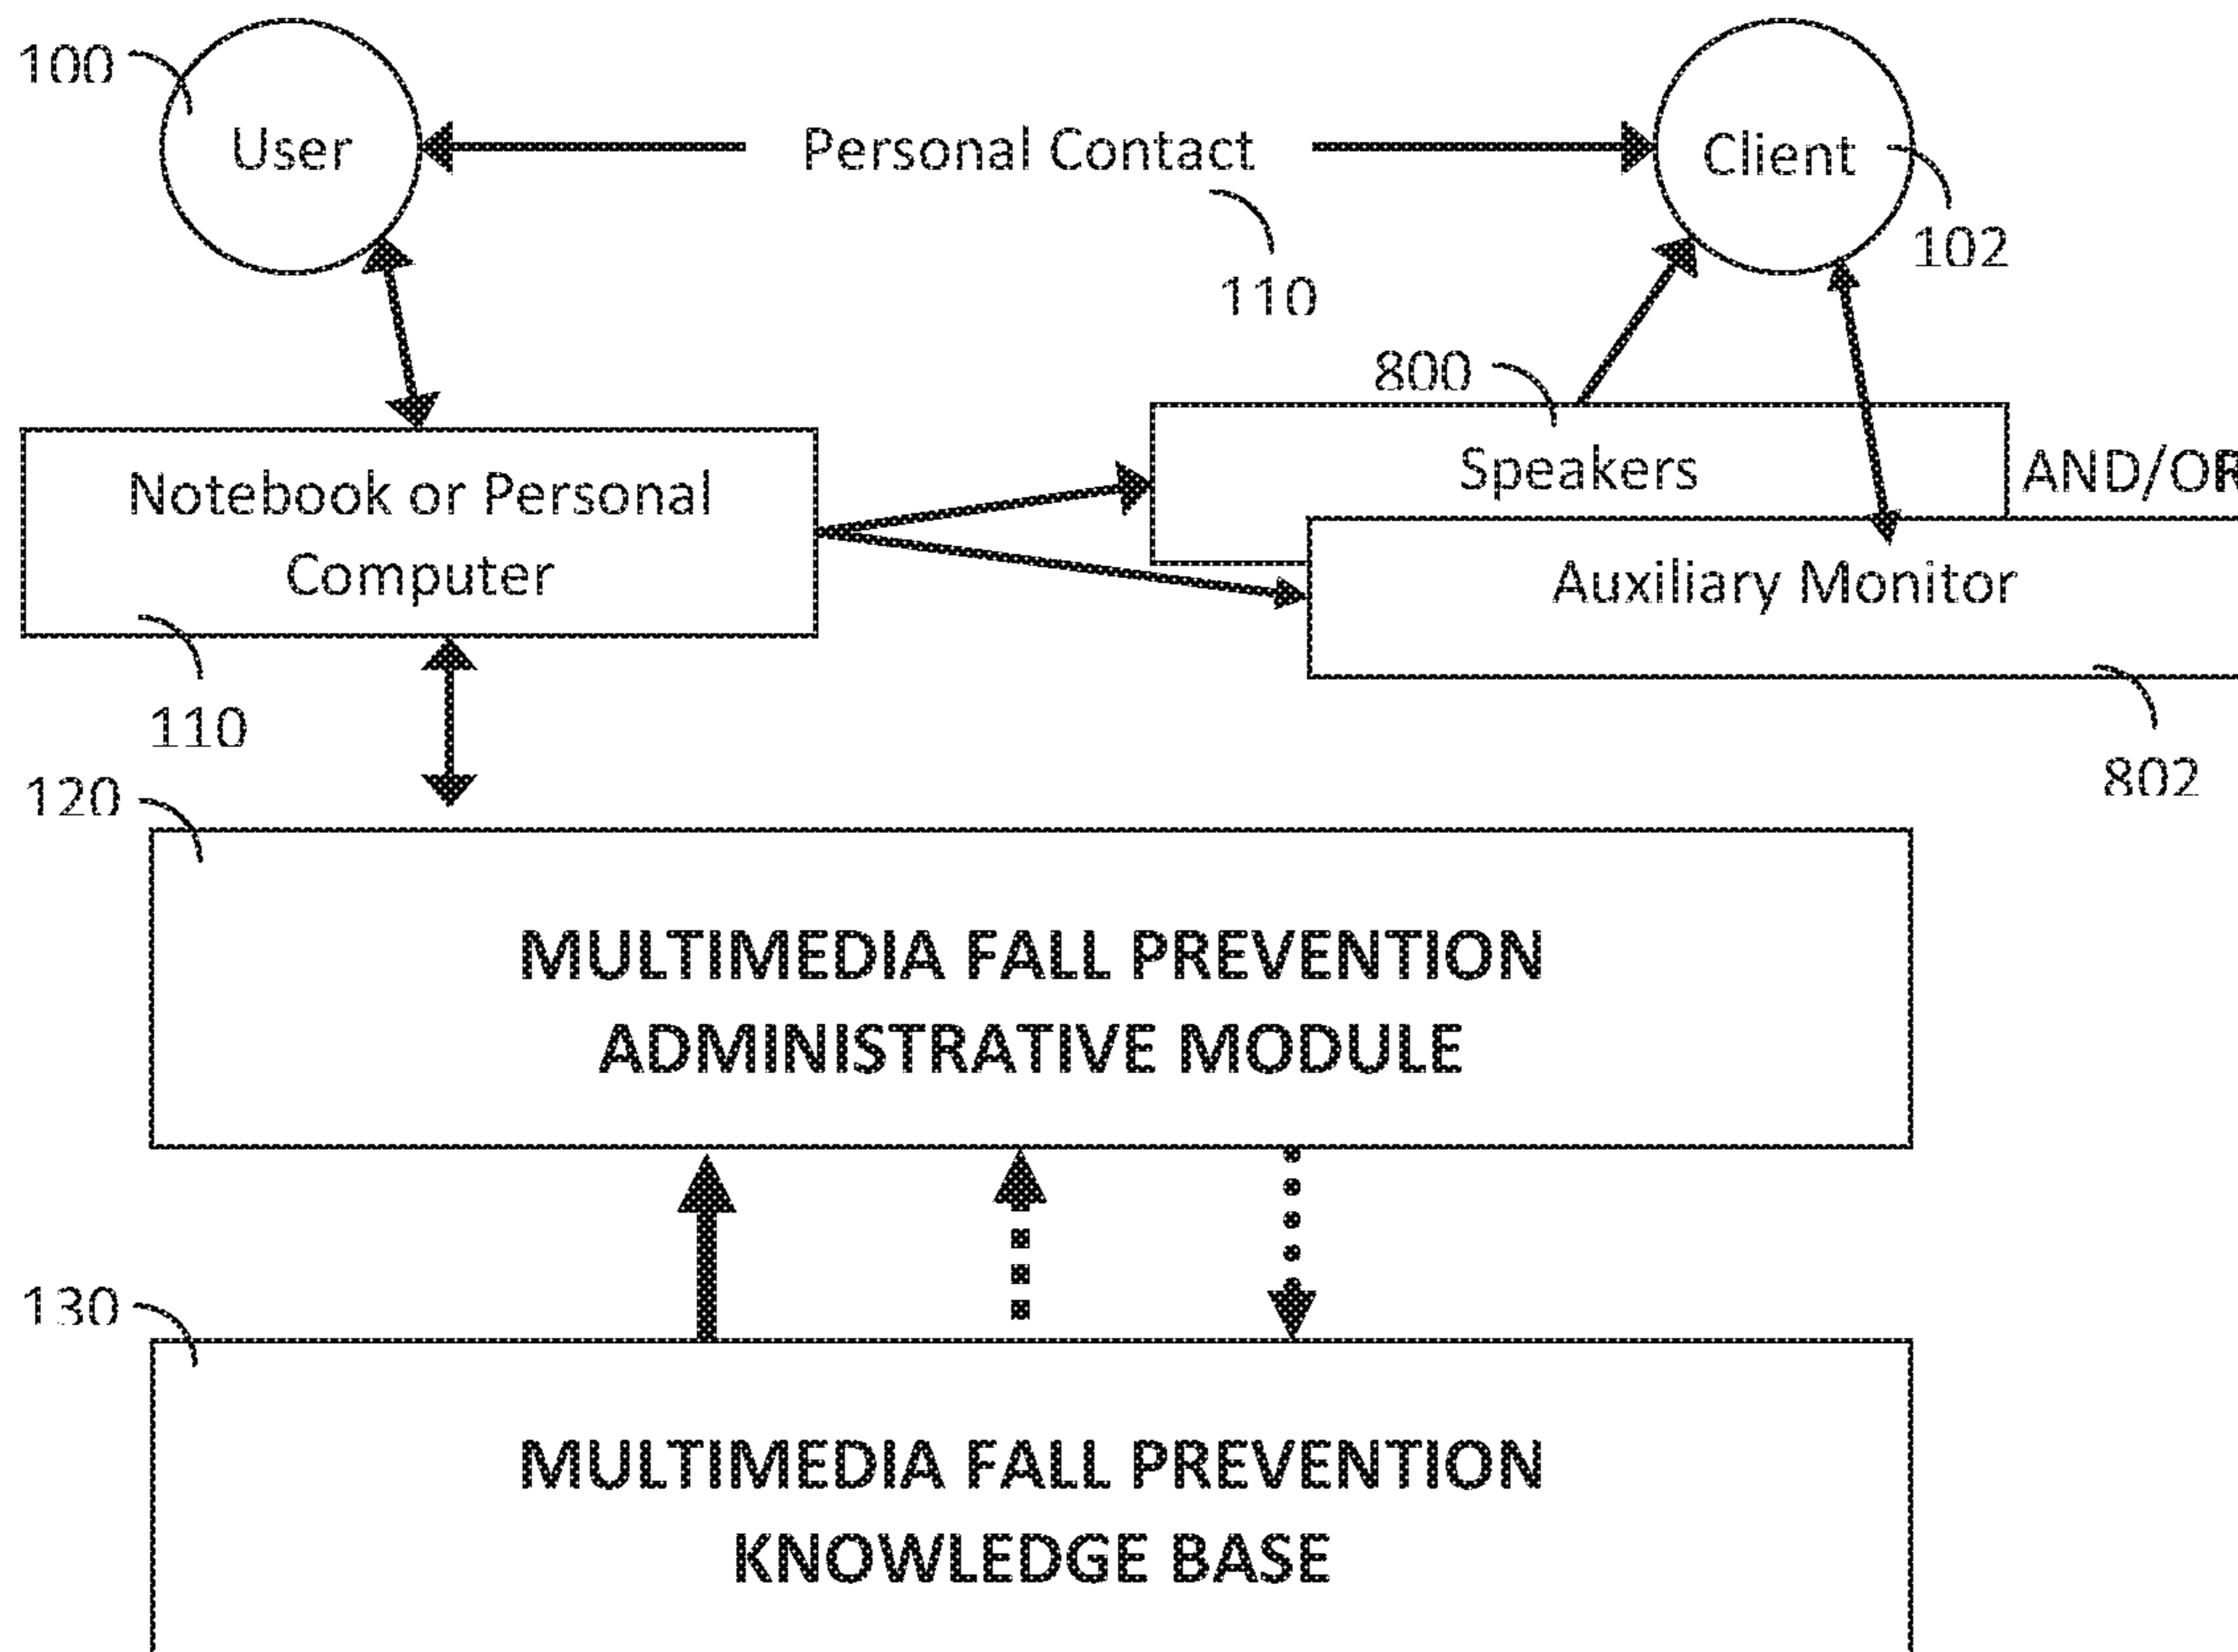 100
User
Personal Contact
Client
102
110
800
Speakers
AND/OR
Notebook or Personal
Computer
Auxiliary Monitor
110
802
120
MULTIMEDIA FALL PREVENTION
ADMINISTRATIVE MODULE
130
MULTIMEDIA FALL PREVENTION
KNOWLEDGE BASE